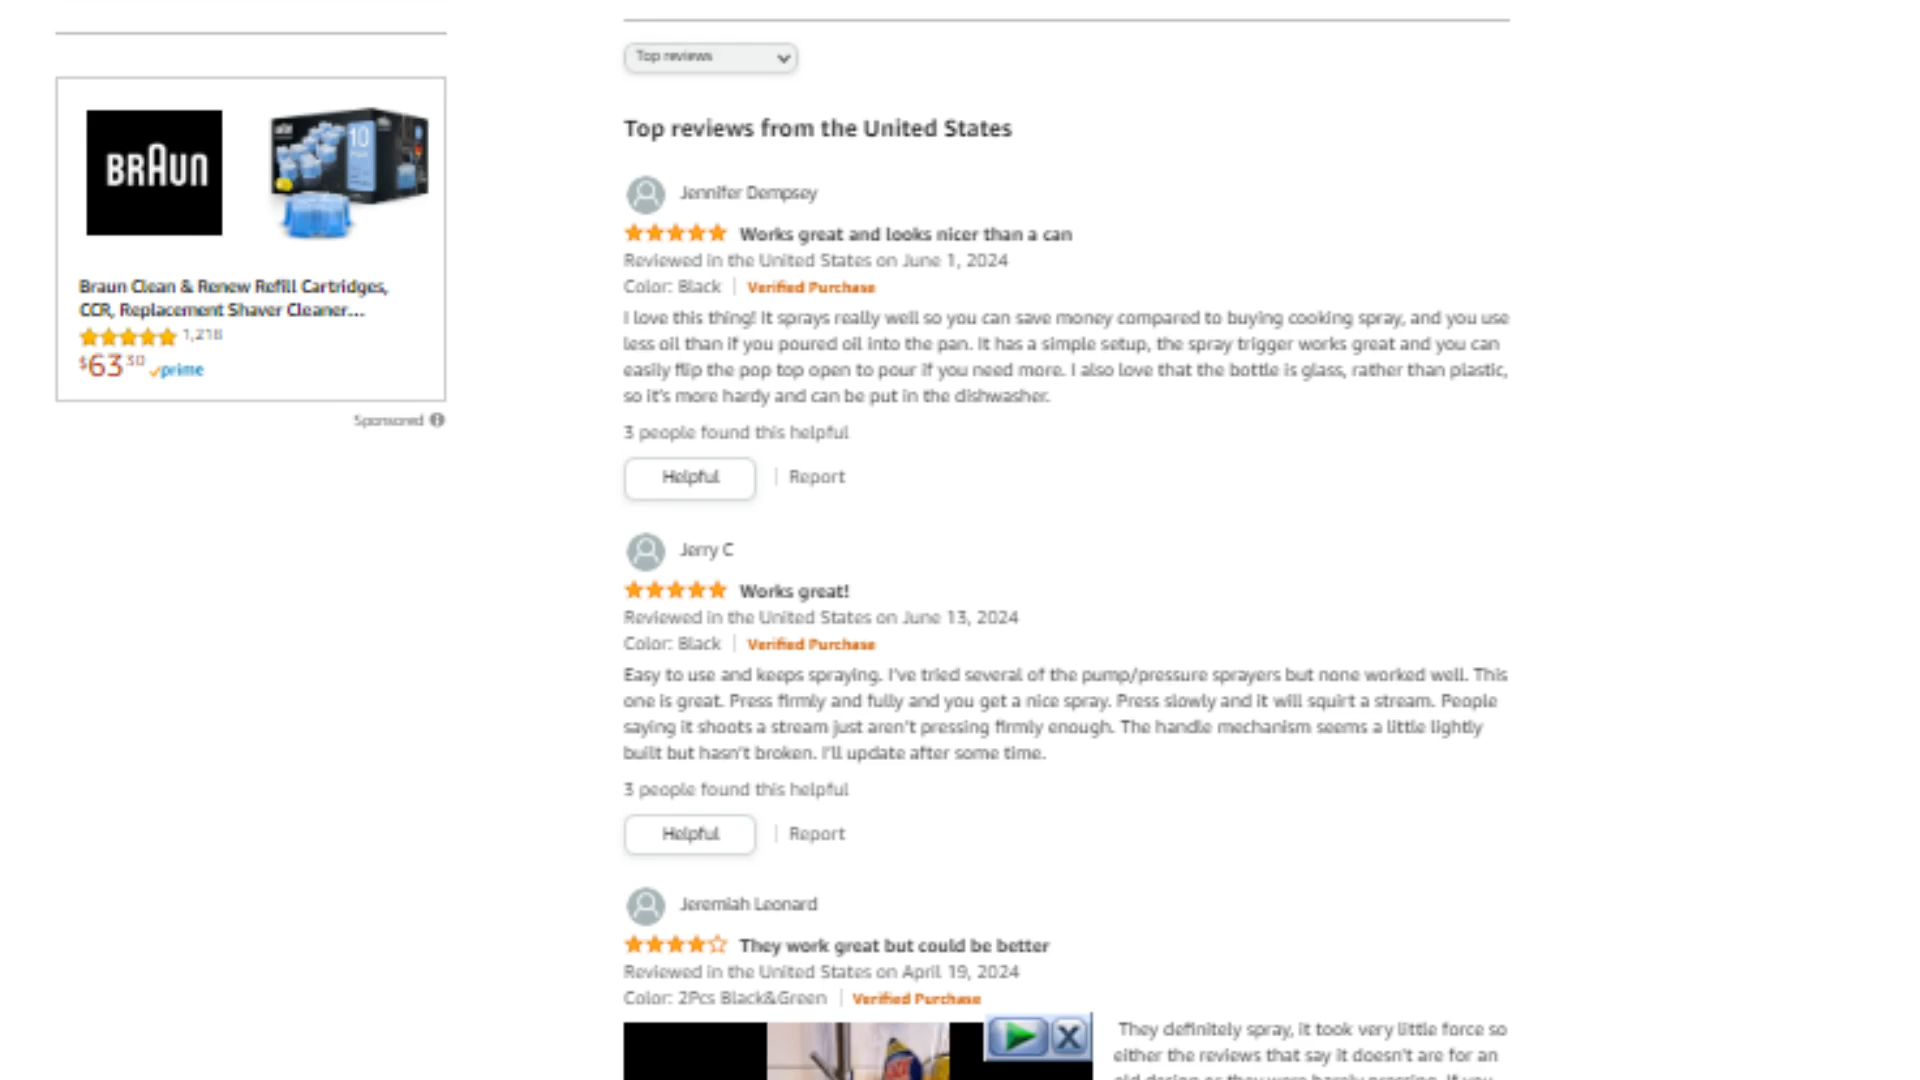 BRAUN
10
Braun Clean & Renew Refill Cartridges,
CCR, Replacement Shaver Cleaner...
1,218
$63.30 prime
Sponsored
Top reviews
Top reviews from the United States
Jennifer Dempsey
Works great and looks nicer than a can
Reviewed in the United States on June 1, 2024
Color: Black | Verified Purchase
I love this thing! It sprays really well so you can save money compared to buying cooking spray, and you use
less oil than if you poured oil into the pan. It has a simple setup, the spray trigger works great and you can
easily flip the pop top open to pour if you need more. I also love that the bottle is glass, rather than plastic,
so it's more hardy and can be put in the dishwasher.
3 people found this helpful
Helpful | Report
Jerry C
Works great!
Reviewed in the United States on June 13, 2024
Color: Black | Verified Purchase
Easy to use and keeps spraying. I've tried several of the pump/pressure sprayers but none worked well. This
one is great. Press firmly and fully and you get a nice spray. Press slowly and it will squirt a stream. People
saying it shoots a stream just aren't pressing firmly enough. The handle mechanism seems a little lightly
built but hasn't broken. I'll update after some time.
3 people found this helpful
Helpful | Report
Jeremiah Leonard
They work great but could be better
Reviewed in the United States on April 19, 2024
Color: 2Pcs Black&Green | Verified Purchase
They definitely spray, it took very little force so
either the reviews that say it doesn't are for an